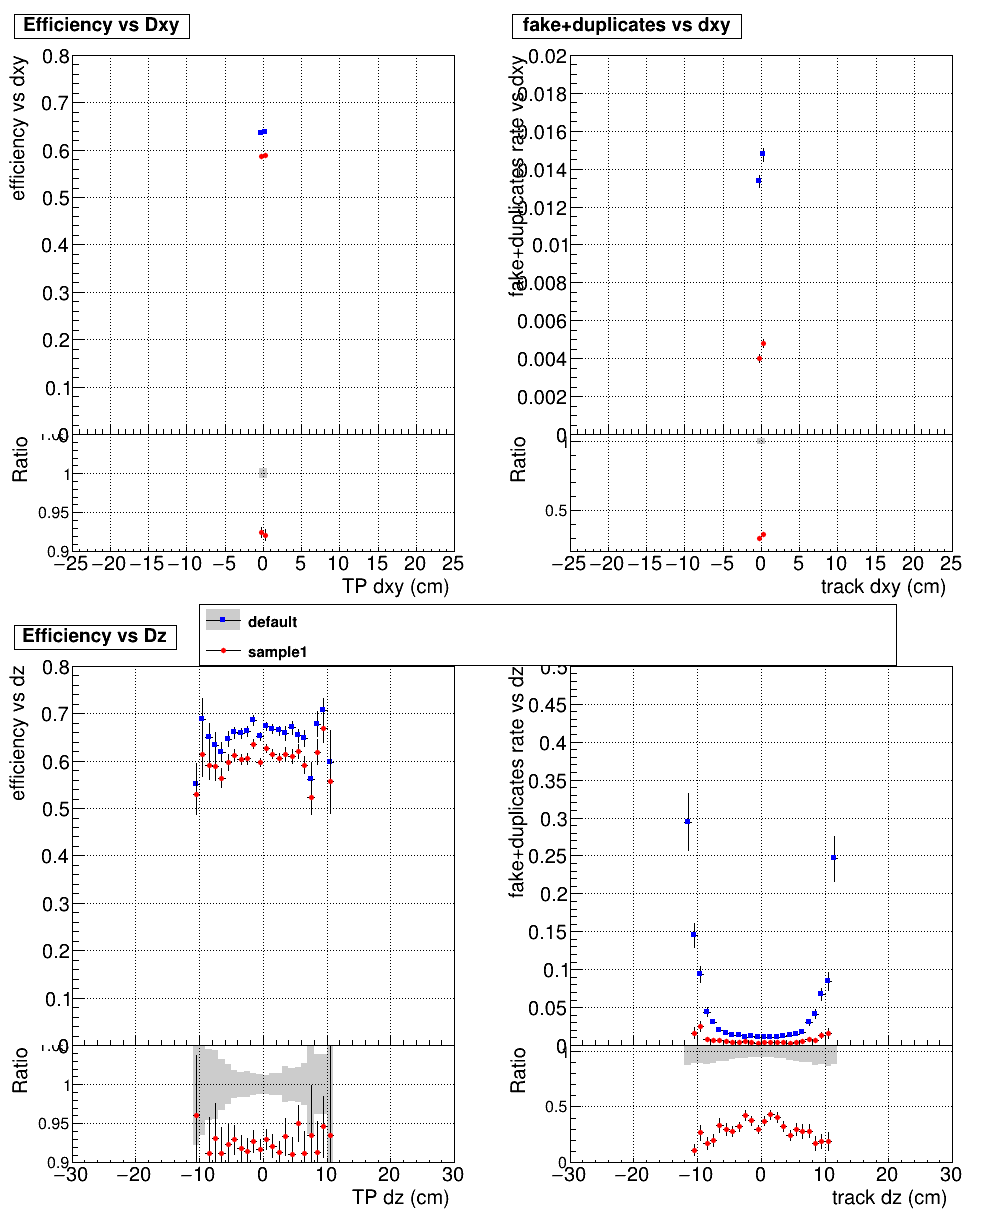 Efficiency vs Dxy
efficiency vs dxy
0.8
0.7
0.6
0.5
0.4
0.3
0.2
0.1
0
Ratio
1
0.95
0.9
−25 −20 −15 −10 −5 0 5 10 15 20 25
TP dxy (cm)
fake+duplicates vs dxy
fake+duplicates rate vs dxy
0.02
0.018
0.016
0.014
0.012
0.01
0.008
0.006
0.004
0.002
0
Ratio
1
0.5
−25 −20 −15 −10 −5 0 5 10 15 20 25
track dxy (cm)
default
sample1
Efficiency vs Dz
efficiency vs dz
0.8
0.7
0.6
0.5
0.4
0.3
0.2
0.1
0
Ratio
1
0.95
0.9
−30 −20 −10 0 10 20 30
TP dz (cm)
fake+duplicates rate vs dz
0.5
0.45
0.4
0.35
0.3
0.25
0.2
0.15
0.1
0.05
0
Ratio
0.5
0
−30 −20 −10 0 10 20 30
track dz (cm)